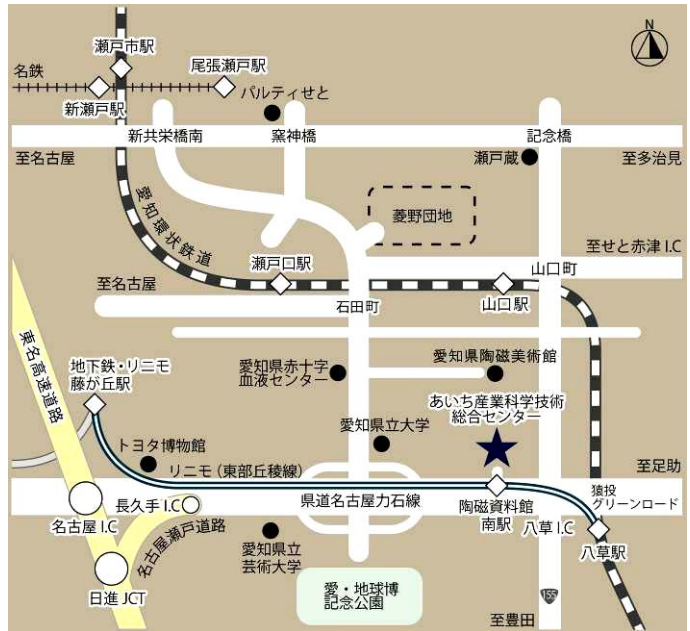 N
瀬戸市駅
名鉄
尾張瀬戸駅
新瀬戸駅
パルティせと
新共栄橋南
窯神橋
記念橋
至名古屋
瀬戸蔵
至多治見
菱野団地
愛知環状鉄道
至せと赤津I.C
瀬戸口駅
山口町
至名古屋
石田町
山口駅
東名高速道路
地下鉄・リニモ
藤が丘駅
愛知県赤十字
血液センター
愛知県陶磁美術館
あいち産業科学技術
総合センター
愛知県立大学
トヨタ博物館
リニモ（東部丘稜線）
至足助
長久手I.C
県道名古屋力石線
陶磁資料館
南駅
猿投
グリーンロード
名古屋I.C
八草I.C
名古屋瀬戸道路
愛知県立
芸術大学
八草駅
日進JCT
愛・地球博
記念公園
155
至豊田